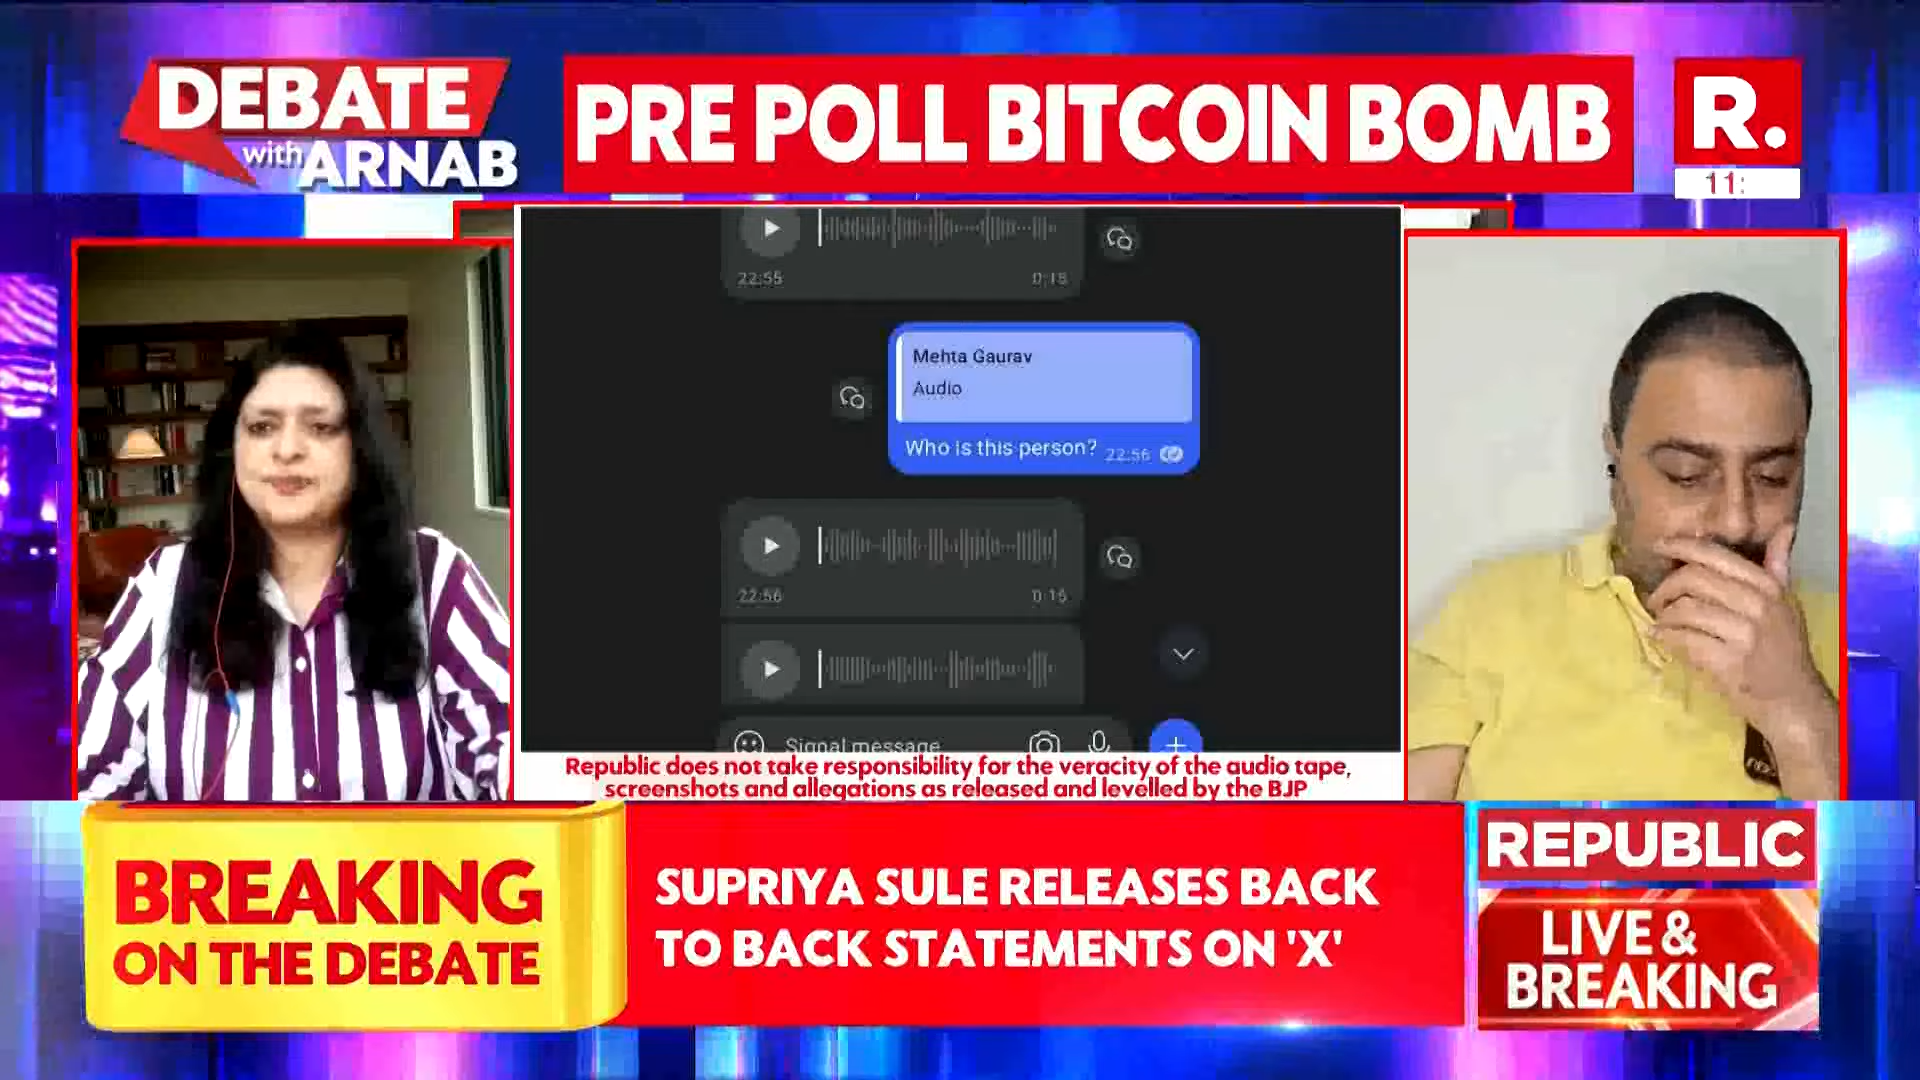 DEBATE
with ARNAB
PRE POLL BITCOIN BOMB
R.
11:
22:55
0:18
Mehta Gaurav
Audio
Who is this person? 22:56
22:56
0:16
Signal message
Republic does not take responsibility for the veracity of the audio tape,
screenshots and allegations as released and levelled by the BJP
BREAKING
ON THE DEBATE
SUPRIYA SULE RELEASES BACK
TO BACK STATEMENTS ON 'X'
REPUBLIC
LIVE &
BREAKING